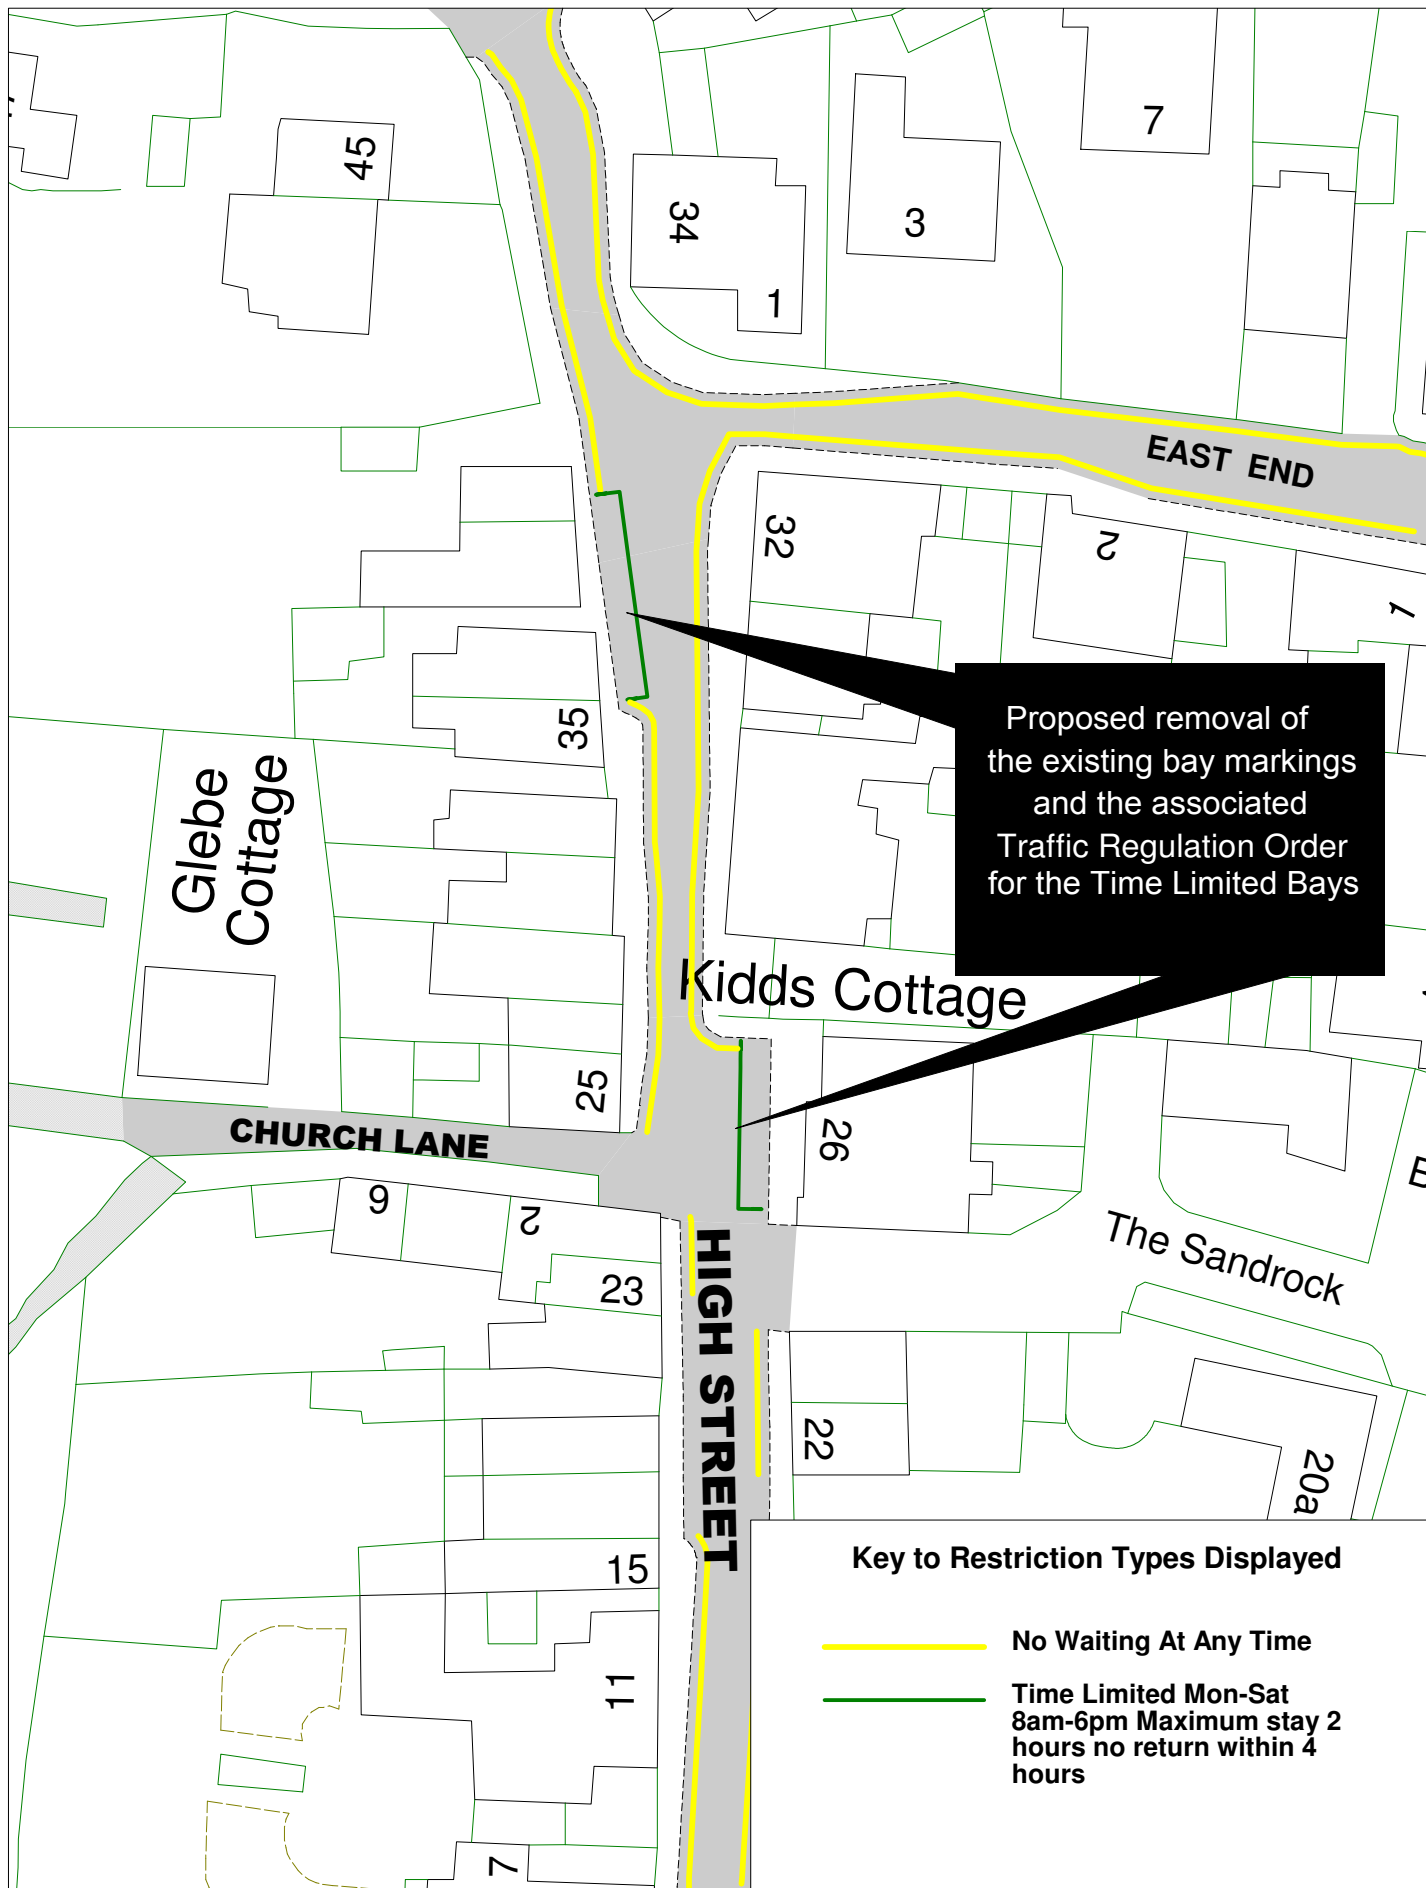 7
45
34
3
1
EAST END
32
2
1
Proposed removal of
the existing bay markings
and the associated
Traffic Regulation Order
for the Time Limited Bays
35
Glebe
Cottage
Kidds Cottage
25
CHURCH LANE
26
6
2
The Sandrock
23
HIGH STREET
22
20a
15
11
7
Key to Restriction Types Displayed
No Waiting At Any Time
Time Limited Mon-Sat
8am-6pm Maximum stay 2
hours no return within 4
hours